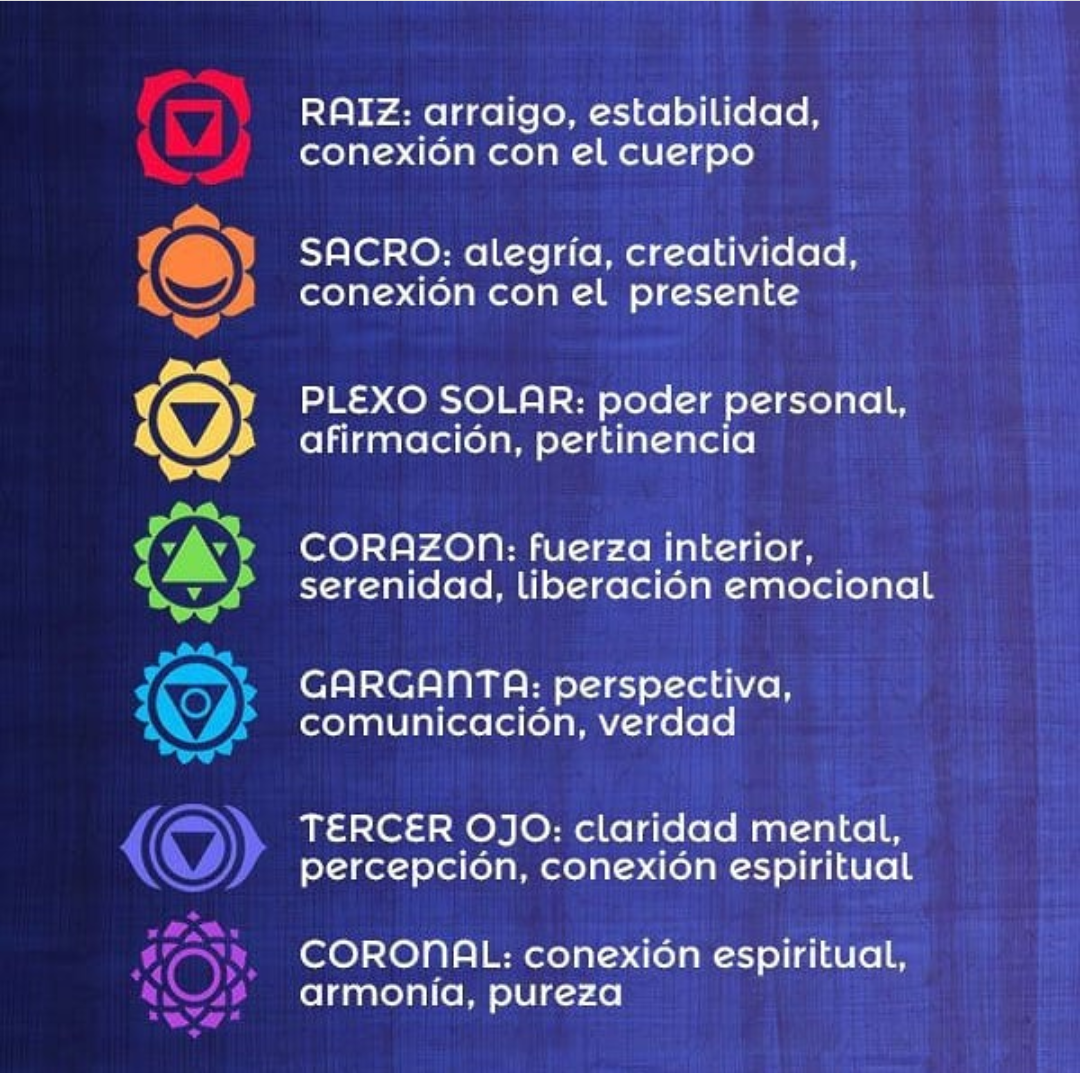 RAIZ: arraigo, estabilidad,
conexión con el cuerpo
SACRO: alegría, creatividad,
conexión con el presente
PLEXO SOLAR: poder personal,
afirmación, pertinencia
CORAZON: fuerza interior,
serenidad, liberación emocional
GARGANTA: perspectiva,
comunicación, verdad
TERCER OJO: claridad mental,
percepción, conexión espiritual
CORONAL: conexión espiritual,
armonía, pureza